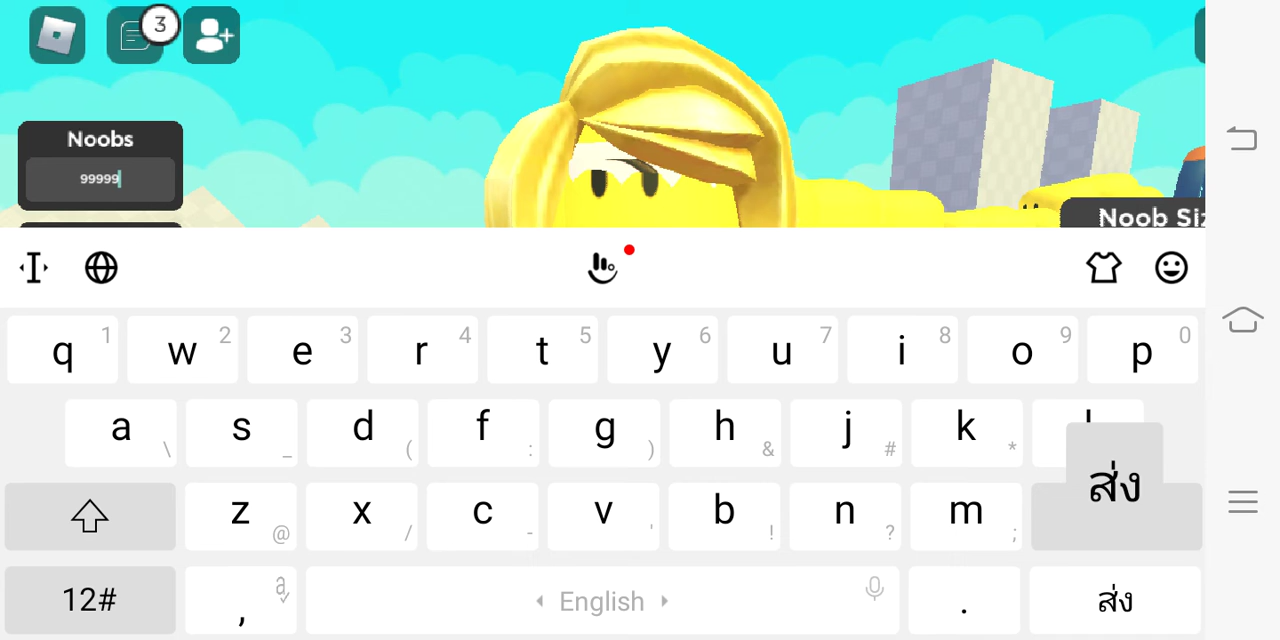 3
Noobs
99999
Noob Siz
q 1 w 2 e 3 r 4 t 5 y 6 u 7 i 8 o 9 p 0
a \ s _ d ( f : g ) h & j # k *
ส่ง
z @ x / c - v ' b ! n ? m ;
12# , a English . ส่ง